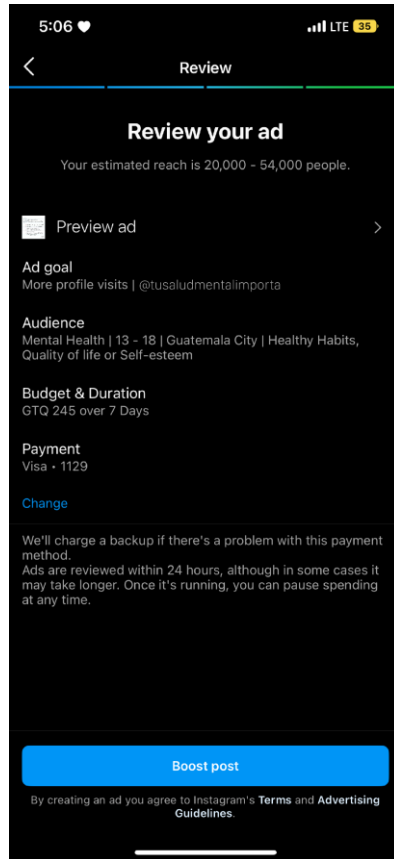 5:06
LTE 35
Review
Review your ad
Your estimated reach is 20,000 - 54,000 people.
Preview ad
Ad goal
More profile visits | @tusaludmentalimporta
Audience
Mental Health | 13 - 18 | Guatemala City | Healthy Habits,
Quality of life or Self-esteem
Budget & Duration
GTQ 245 over 7 Days
Payment
Visa • 1129
Change
We'll charge a backup if there's a problem with this payment
method.
Ads are reviewed within 24 hours, although in some cases it
may take longer. Once it's running, you can pause spending
at any time.
Boost post
By creating an ad you agree to Instagram's Terms and Advertising
Guidelines.